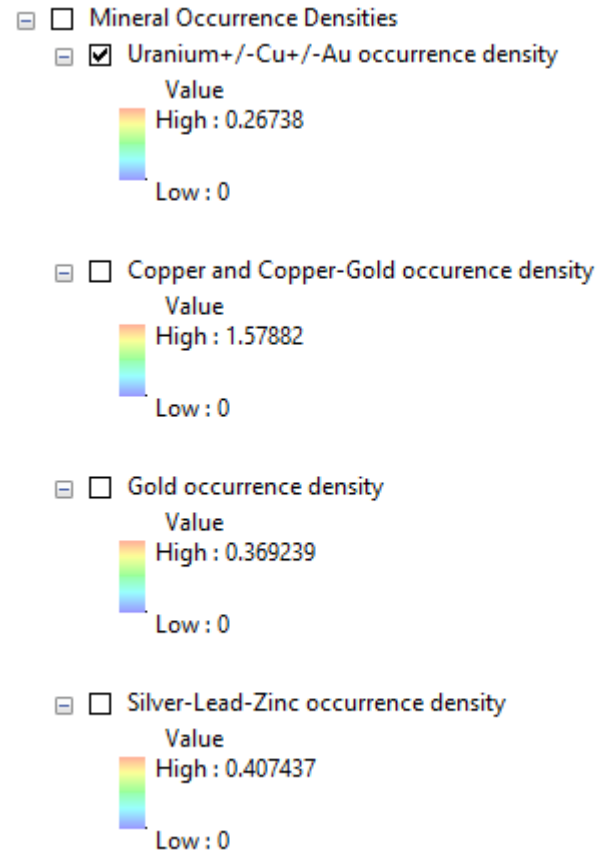 Mineral Occurrence Densities
Uranium+/-Cu+/-Au occurrence density
Value
High : 0.26738
Low : 0
Copper and Copper-Gold occurence density
Value
High : 1.57882
Low : 0
Gold occurrence density
Value
High : 0.369239
Low : 0
Silver-Lead-Zinc occurrence density
Value
High : 0.407437
Low : 0